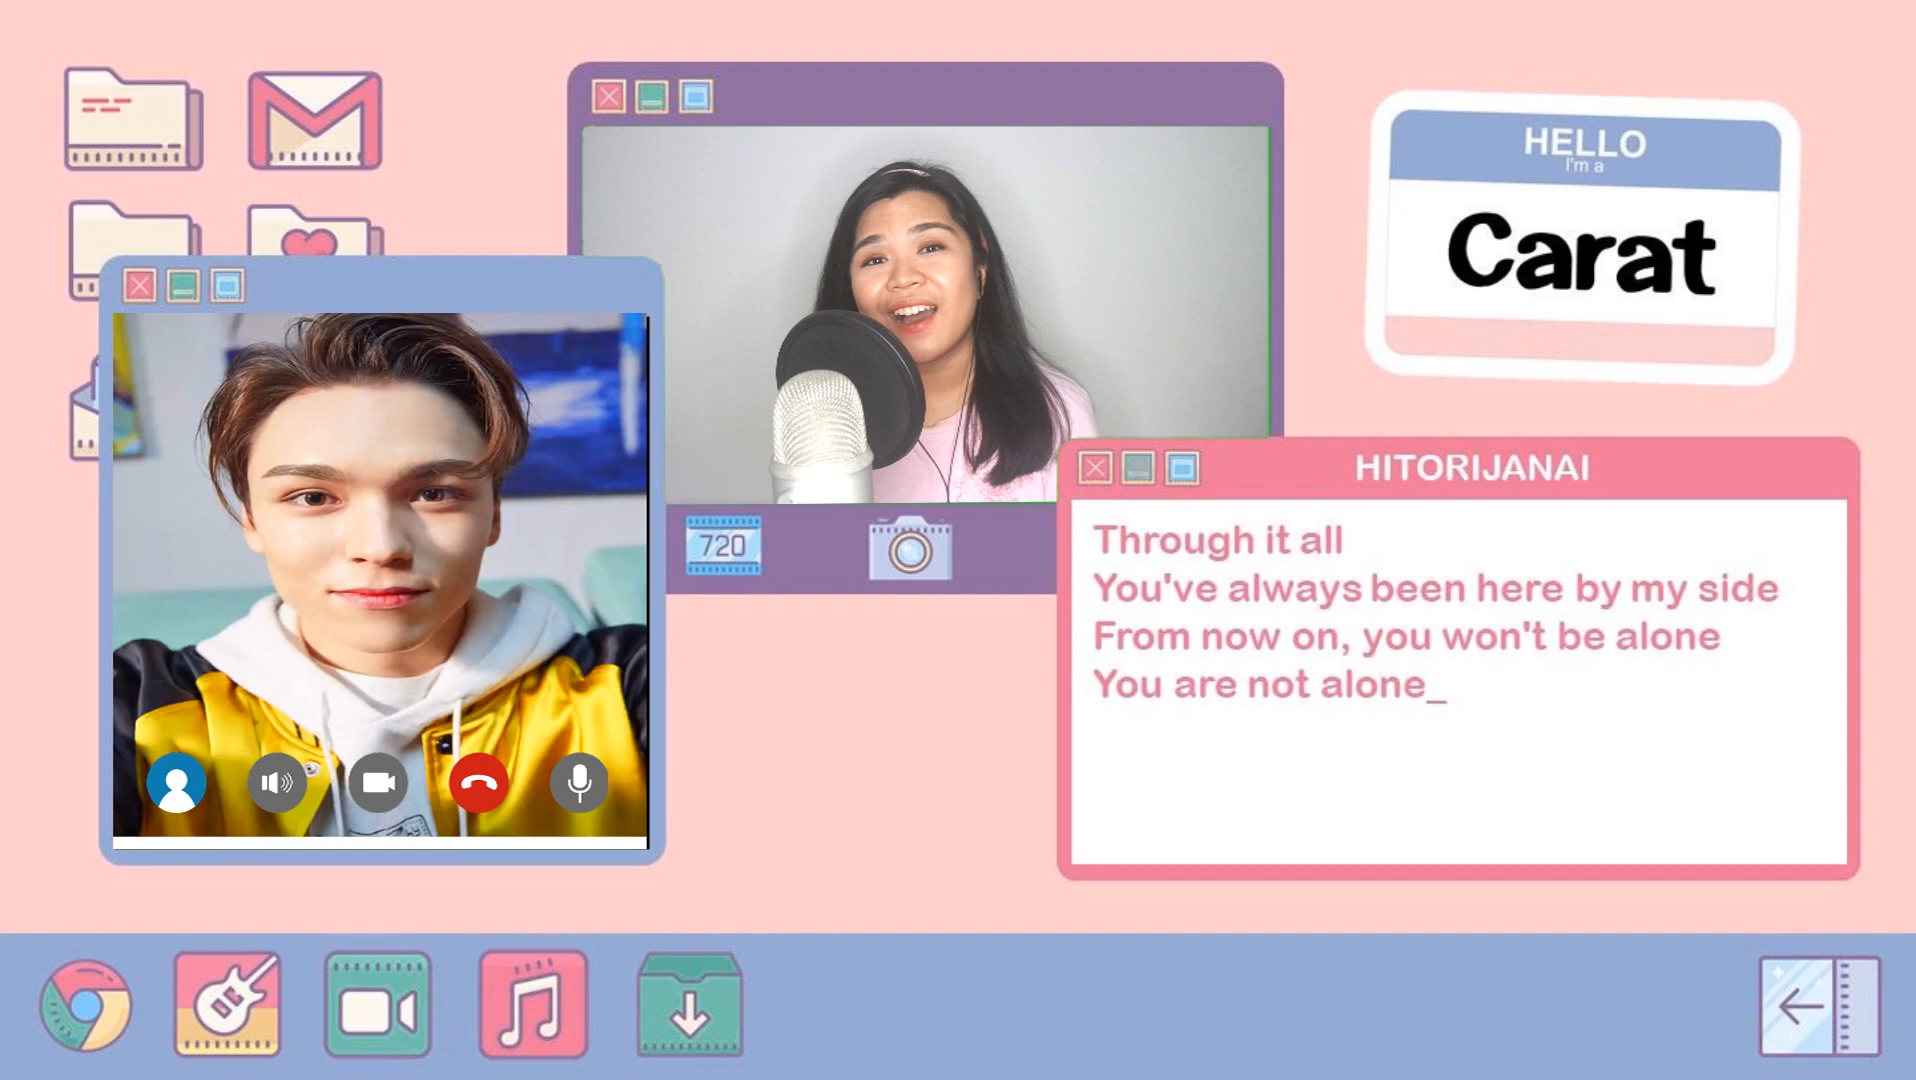 HELLO
I'm a
Carat
720
HITORIJANAI
Through it all
You've always been here by my side
From now on, you won't be alone
You are not alone_